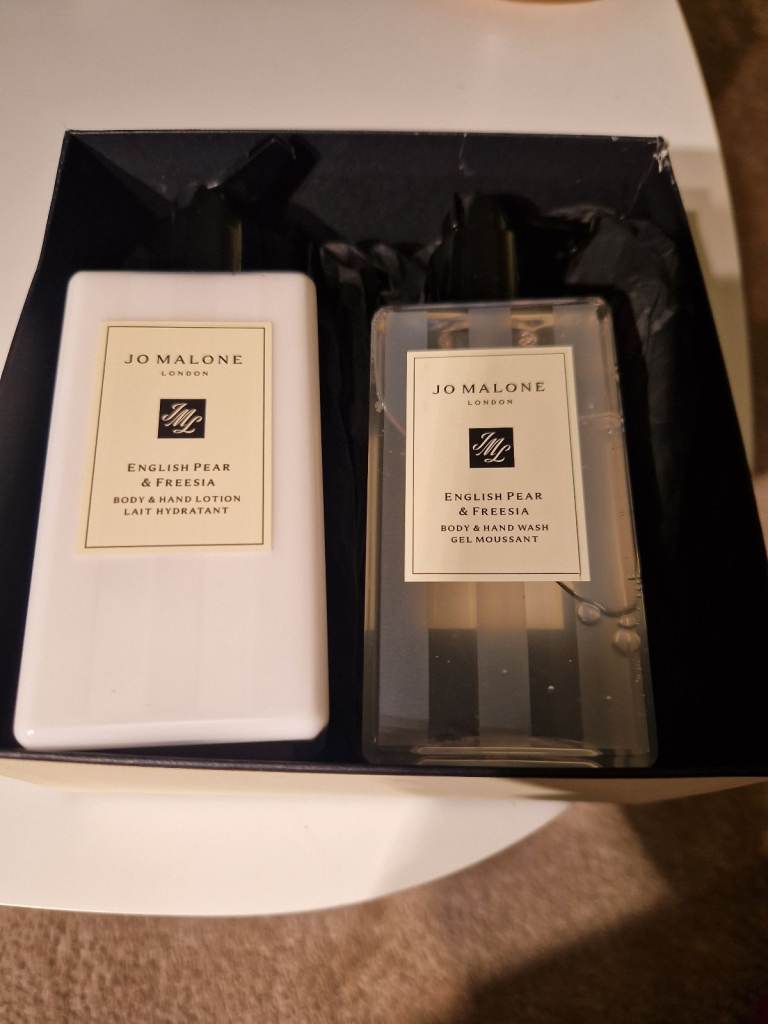 JO MALONE
LONDON
JML
ENGLISH PEAR
& FREESIA
BODY & HAND LOTION
LAIT HYDRATANT
JO MALONE
LONDON
JML
ENGLISH PEAR
& FREESIA
BODY & HAND WASH
GEL MOUSSANT